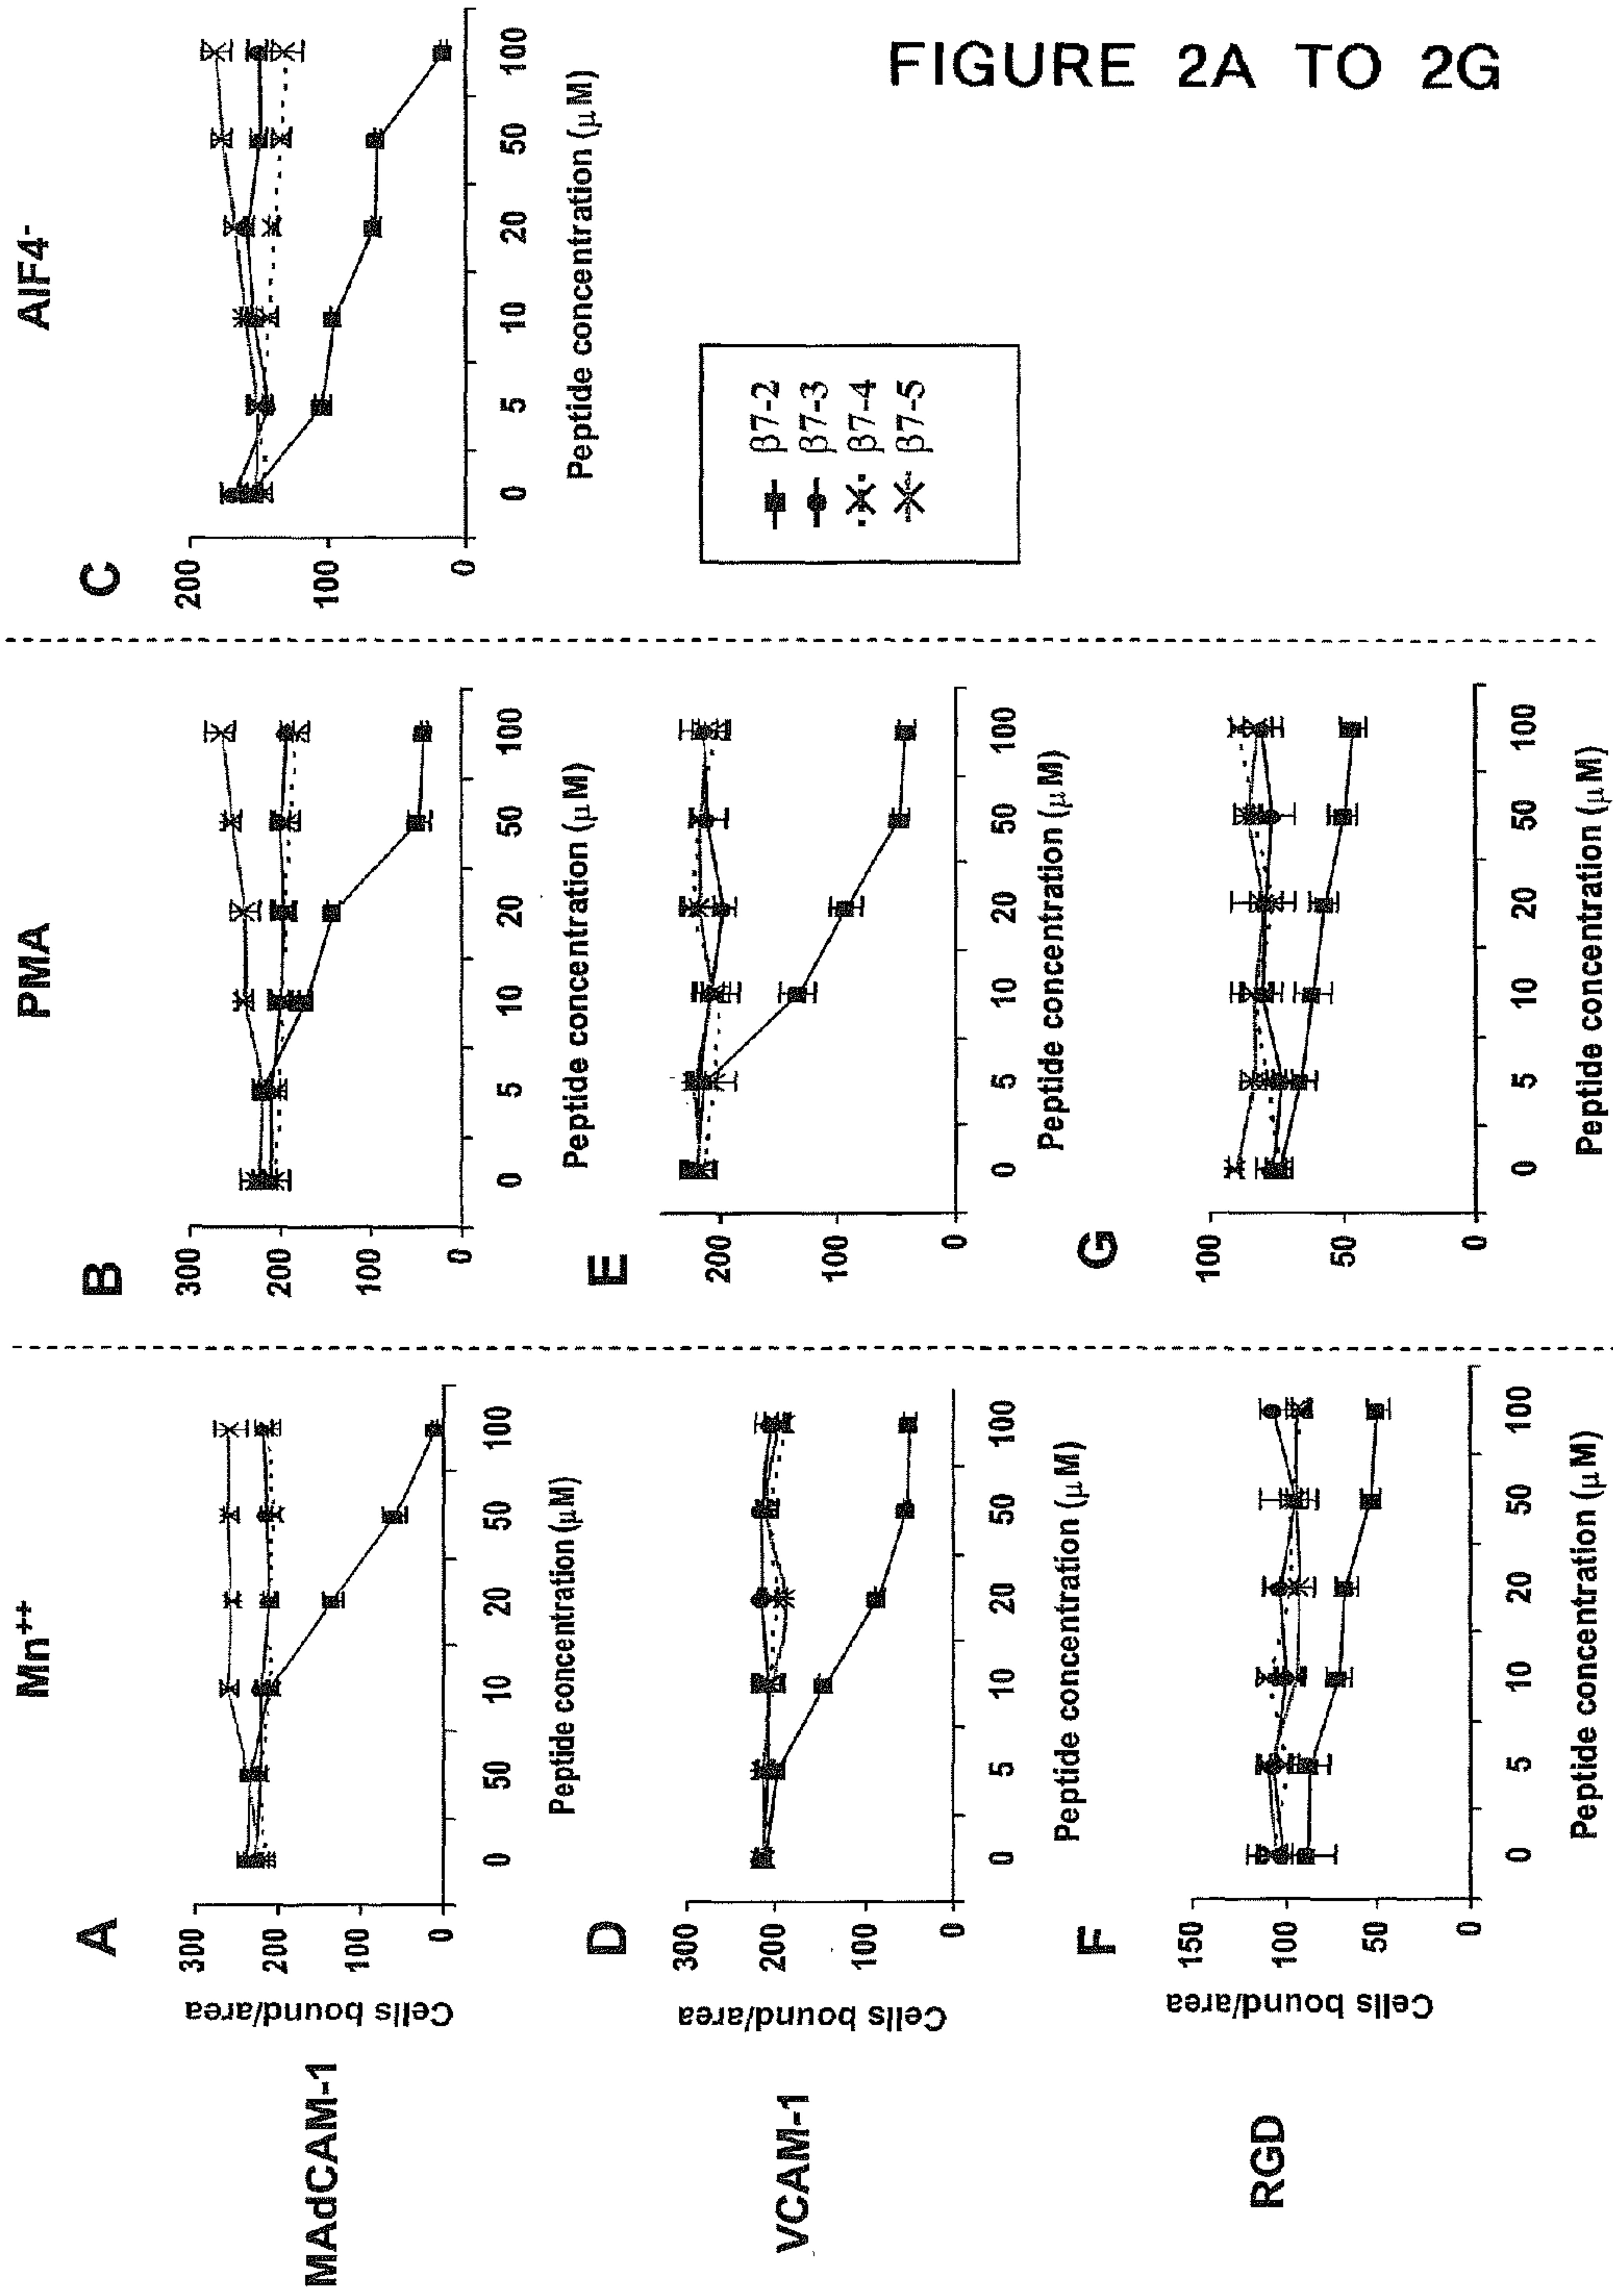 Mn++
PMA
AlF4-
MAdCAM-1
A
Cells bound/area
300
200
100
0
0 50 10 20 50 100
Peptide concentration (μM)
B
300
200
100
0
0 5 10 20 50 100
Peptide concentration (μM)
C
200
100
0
0 5 10 20 50 100
Peptide concentration (μM)
VCAM-1
D
Cells bound/area
300
200
100
0
0 5 10 20 50 100
Peptide concentration (μM)
E
200
100
0
0 5 10 20 50 100
Peptide concentration (μM)
β7-2
β7-3
β7-4
β7-5
RGD
F
Cells bound/area
150
100
50
0
0 5 10 20 50 100
Peptide concentration (μM)
G
100
50
0
0 5 10 20 50 100
Peptide concentration (μM)
FIGURE 2A TO 2G